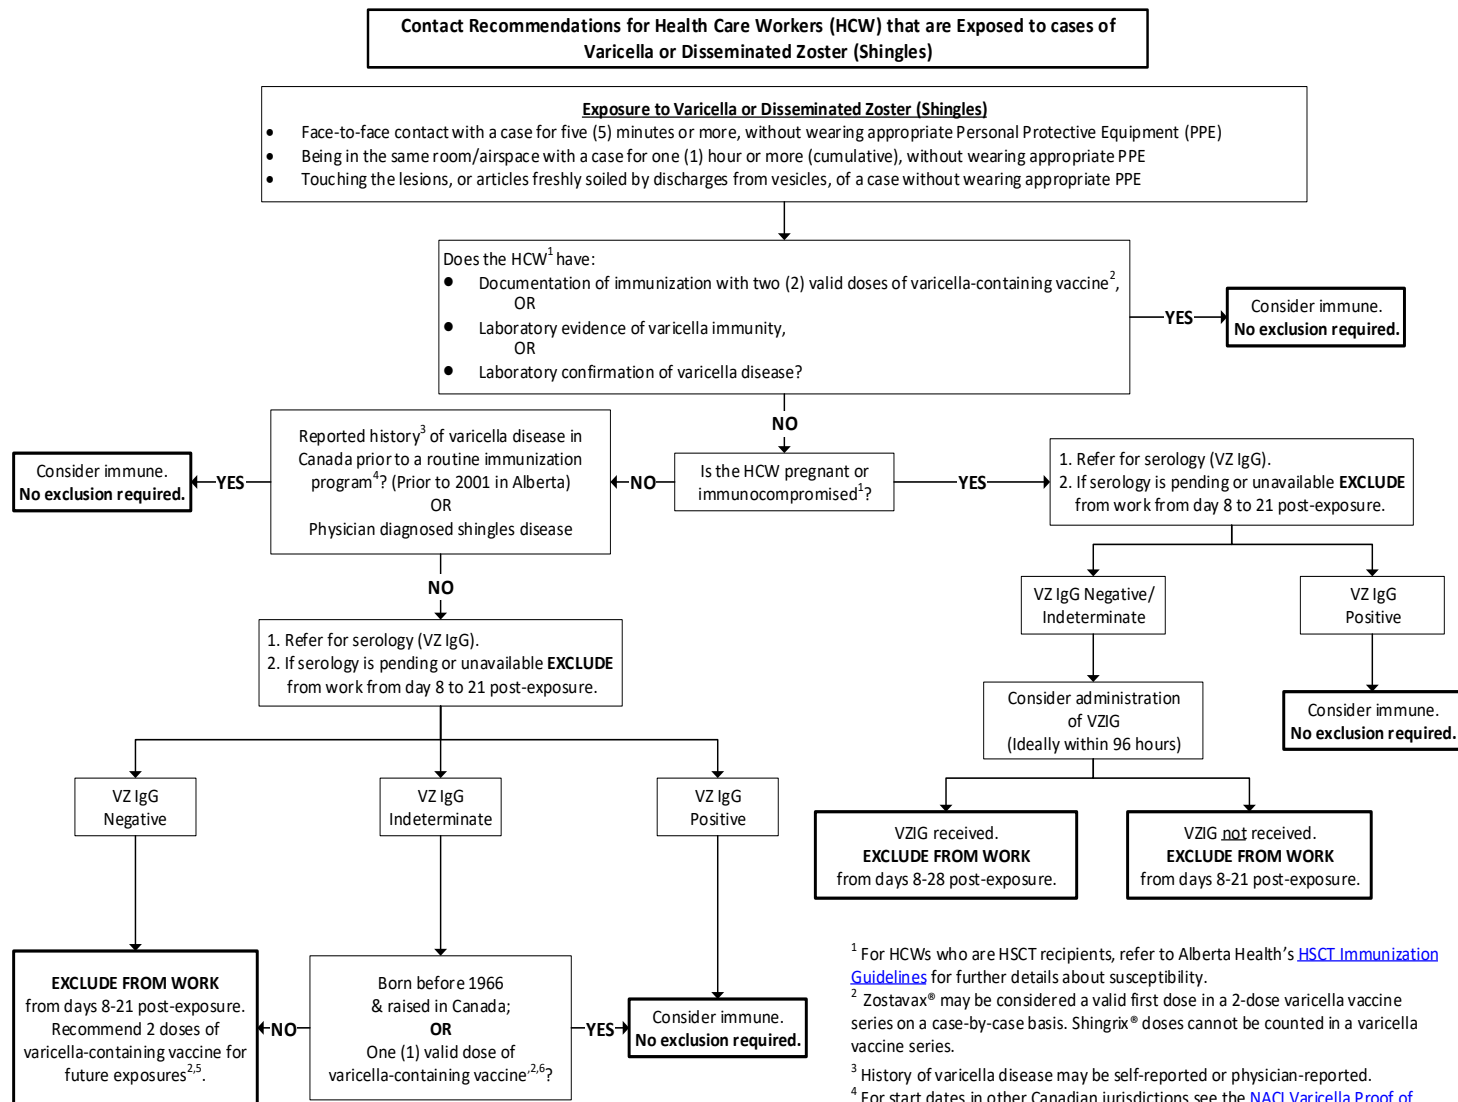 Contact Recommendations for Health Care Workers (HCW) that are Exposed to cases of
Varicella or Disseminated Zoster (Shingles)
Exposure to Varicella or Disseminated Zoster (Shingles)
• Face-to-face contact with a case for five (5) minutes or more, without wearing appropriate Personal Protective Equipment (PPE)
• Being in the same room/airspace with a case for one (1) hour or more (cumulative), without wearing appropriate PPE
• Touching the lesions, or articles freshly soiled by discharges from vesicles, of a case without wearing appropriate PPE
Does the HCW¹ have:
● Documentation of immunization with two (2) valid doses of varicella-containing vaccine²,
OR
● Laboratory evidence of varicella immunity,
OR
● Laboratory confirmation of varicella disease?
YES
Consider immune.
No exclusion required.
NO
Is the HCW pregnant or
immunocompromised¹?
NO
Reported history³ of varicella disease in
Canada prior to a routine immunization
program⁴? (Prior to 2001 in Alberta)
OR
Physician diagnosed shingles disease
YES
Consider immune.
No exclusion required.
YES
1. Refer for serology (VZ IgG).
2. If serology is pending or unavailable EXCLUDE
from work from day 8 to 21 post-exposure.
VZ IgG Negative/
Indeterminate
VZ IgG
Positive
Consider administration
of VZIG
(Ideally within 96 hours)
Consider immune.
No exclusion required.
VZIG received.
EXCLUDE FROM WORK
from days 8-28 post-exposure.
VZIG not received.
EXCLUDE FROM WORK
from days 8-21 post-exposure.
NO
1. Refer for serology (VZ IgG).
2. If serology is pending or unavailable EXCLUDE
from work from day 8 to 21 post-exposure.
VZ IgG
Negative
VZ IgG
Indeterminate
VZ IgG
Positive
EXCLUDE FROM WORK
from days 8-21 post-exposure.
Recommend 2 doses of
varicella-containing vaccine for
future exposures²,⁵.
NO
Born before 1966
& raised in Canada;
OR
One (1) valid dose of
varicella-containing vaccine,²,⁶?
YES
Consider immune.
No exclusion required.
¹ For HCWs who are HSCT recipients, refer to Alberta Health's HSCT Immunization
Guidelines for further details about susceptibility.
² Zostavax® may be considered a valid first dose in a 2-dose varicella vaccine
series on a case-by-case basis. Shingrix® doses cannot be counted in a varicella
vaccine series.
³ History of varicella disease may be self-reported or physician-reported.
⁴ For start dates in other Canadian jurisdictions see the NACI Varicella Proof of